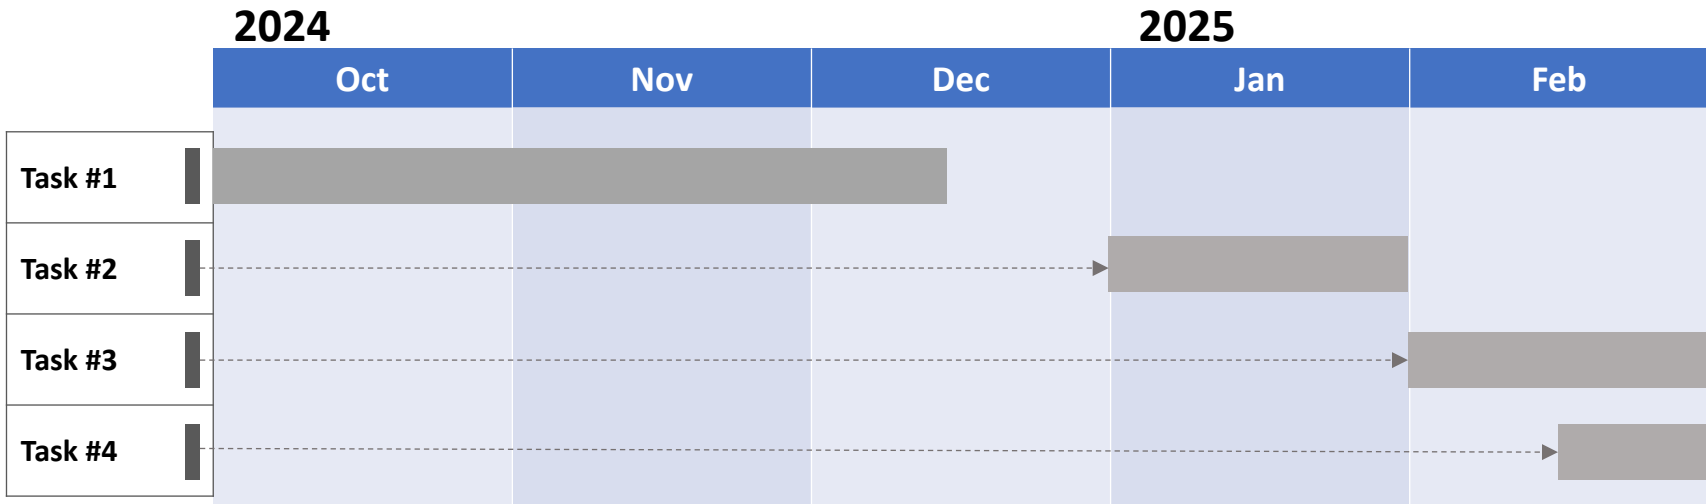 2024 2025
Oct Nov Dec Jan Feb
Task #1
Task #2
Task #3
Task #4